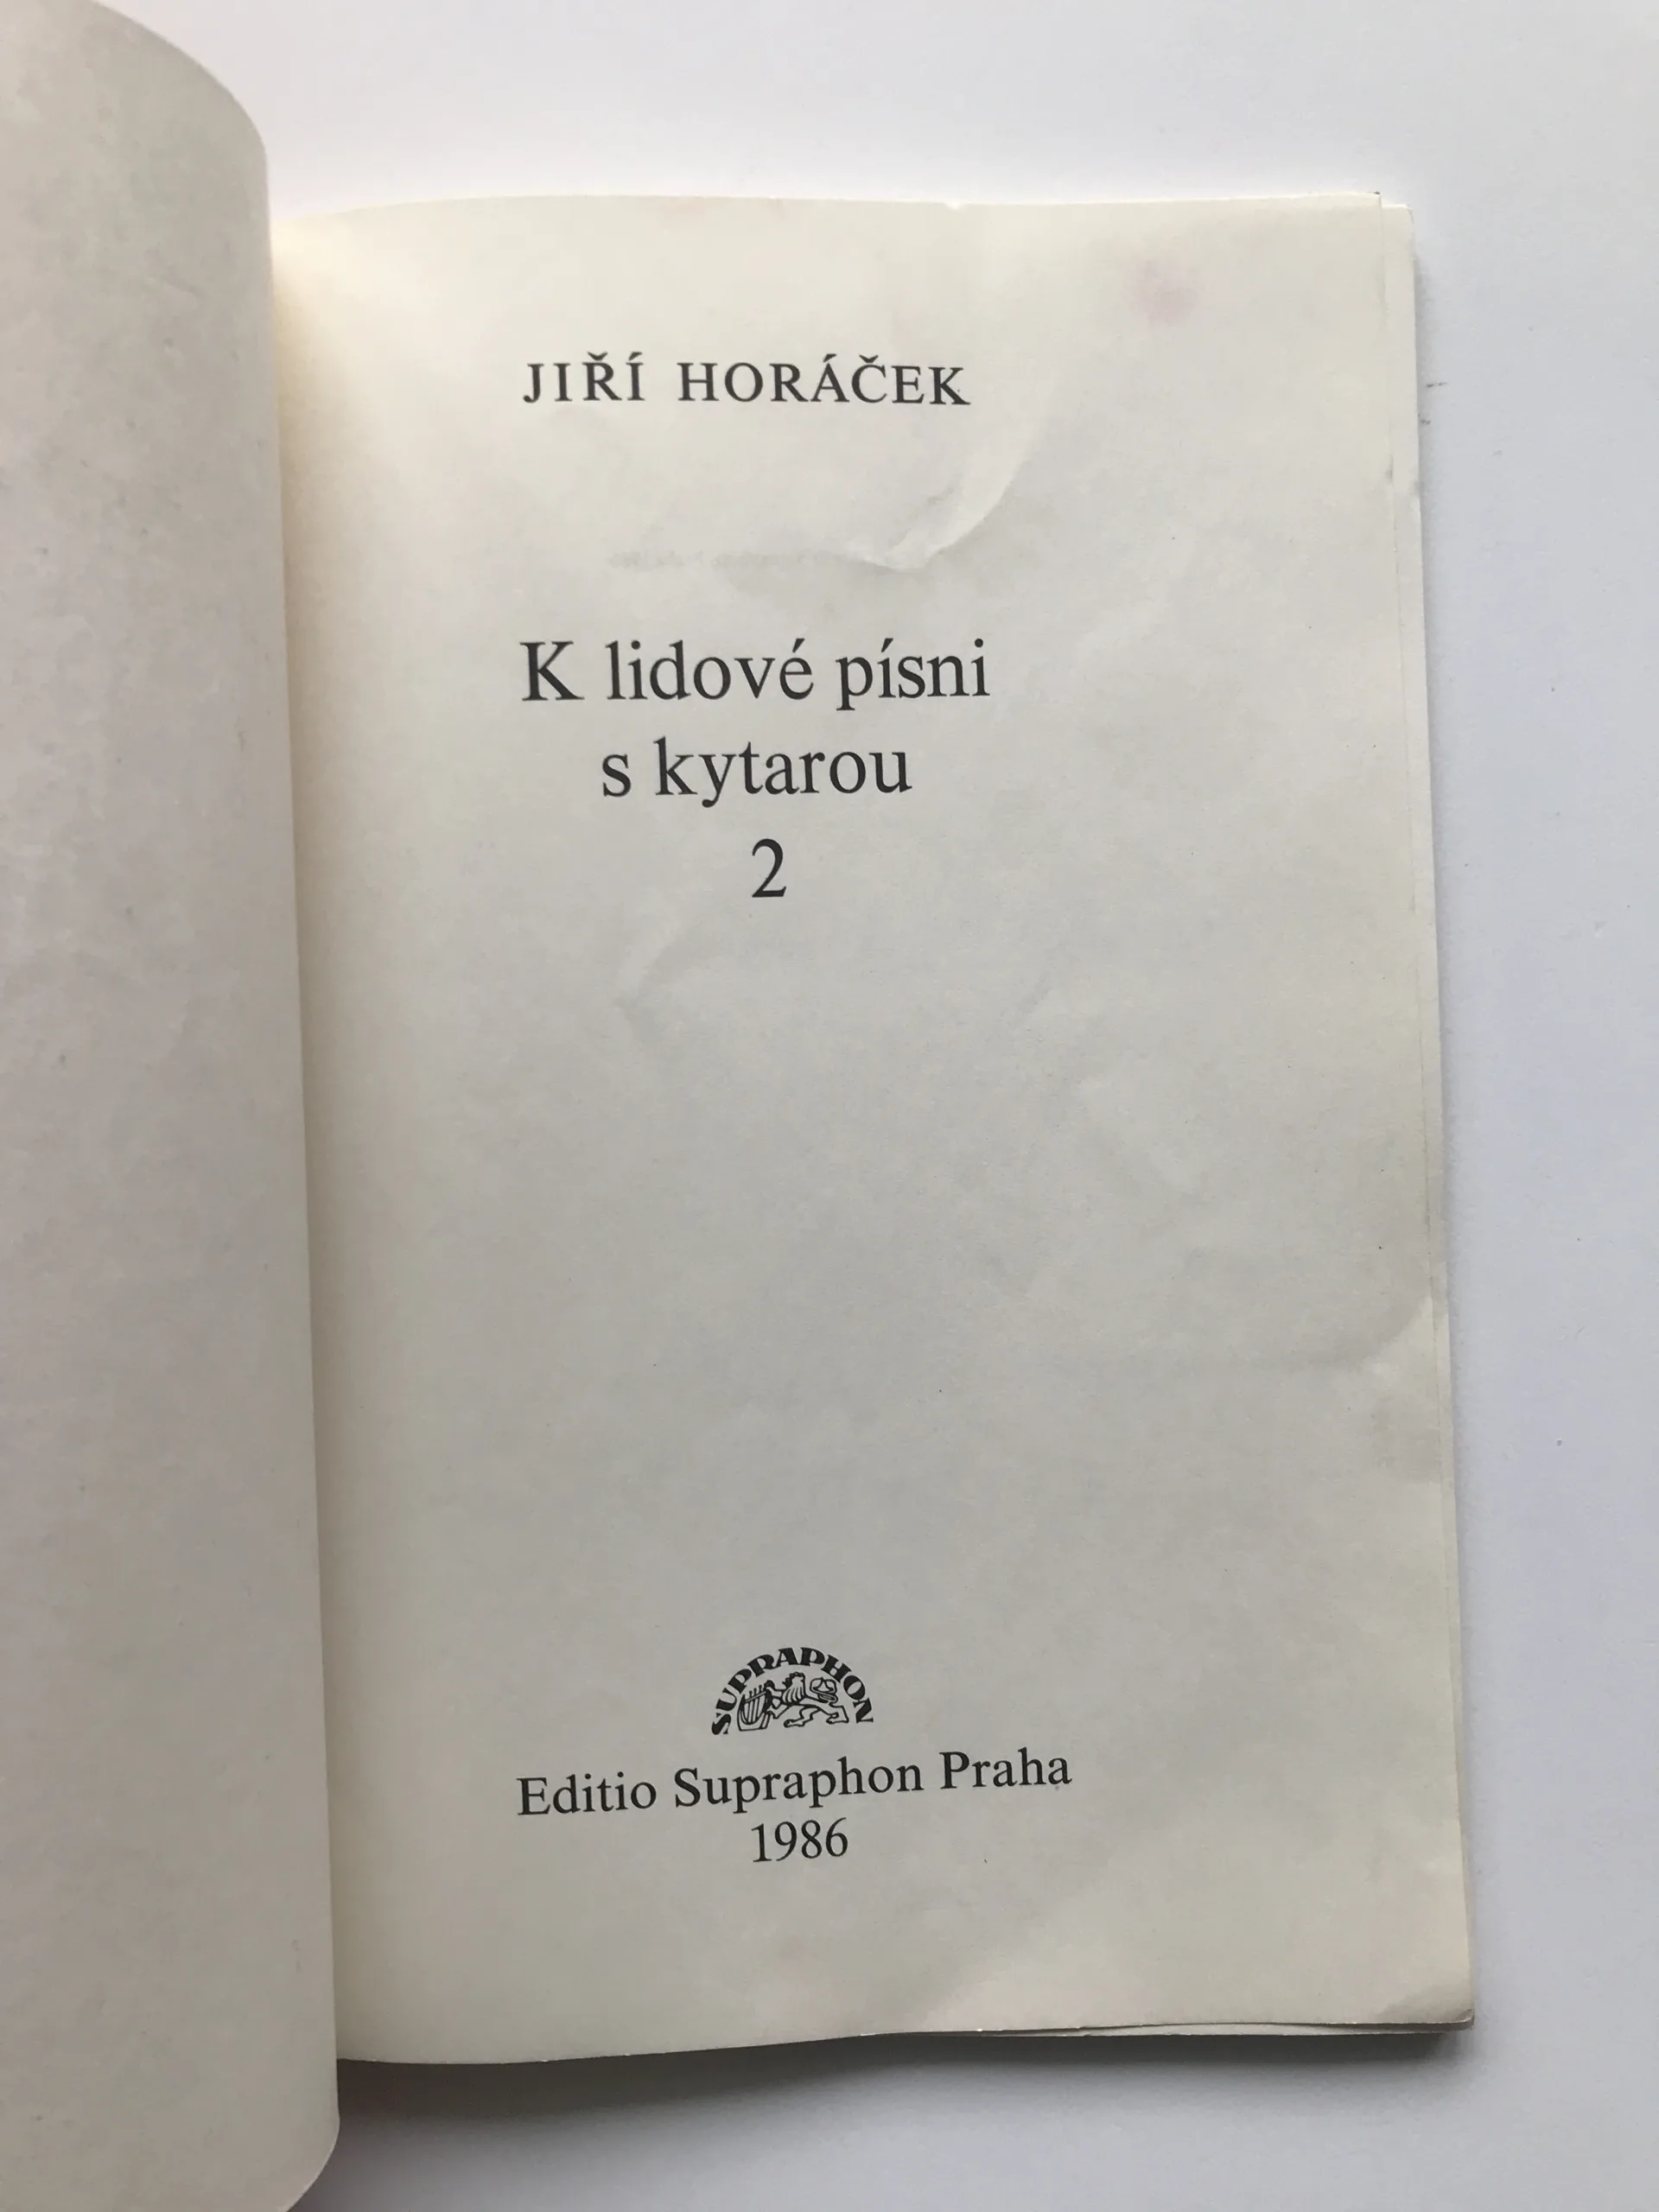 JIŘÍ HORÁČEK
K lidové písni
s kytarou
2
SUPRAPHON
Editio Supraphon Praha
1986